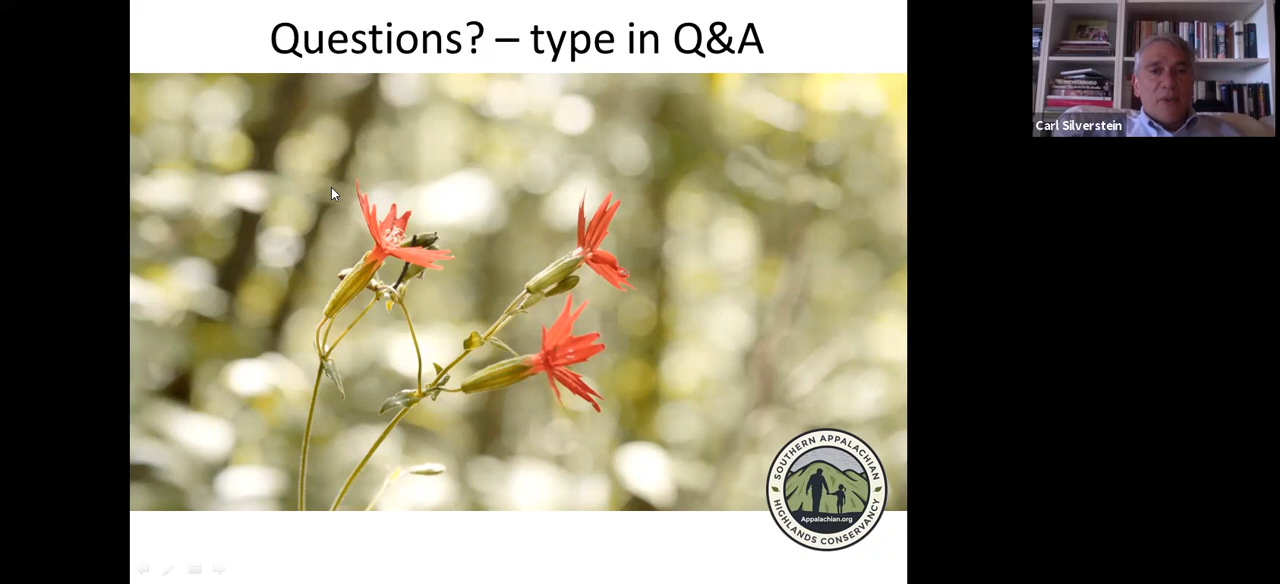 Questions? – type in Q&A
Carl Silverstein
SOUTHERN APPALACHIAN
Appalachian.org
HIGHLANDS CONSERVANCY